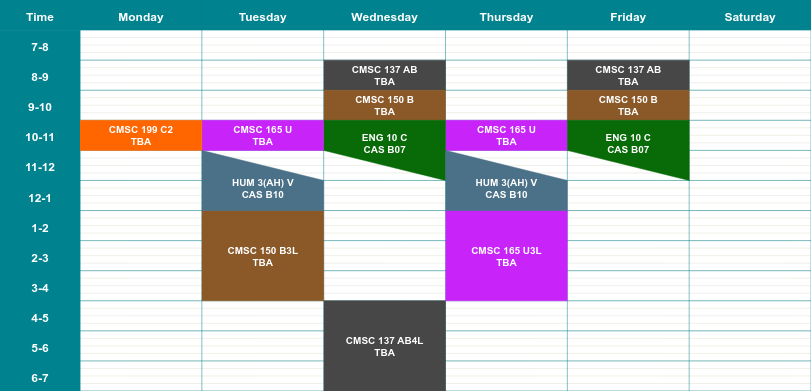 Time Monday Tuesday Wednesday Thursday Friday Saturday
7-8
8-9
CMSC 137 AB
TBA
CMSC 137 AB
TBA
9-10
CMSC 150 B
TBA
CMSC 150 B
TBA
10-11
CMSC 199 C2
TBA
CMSC 165 U
TBA
ENG 10 C
CAS B07
CMSC 165 U
TBA
ENG 10 C
CAS B07
11-12
HUM 3(AH) V
CAS B10
HUM 3(AH) V
CAS B10
12-1
1-2
2-3
CMSC 150 B3L
TBA
CMSC 165 U3L
TBA
3-4
4-5
5-6
CMSC 137 AB4L
TBA
6-7